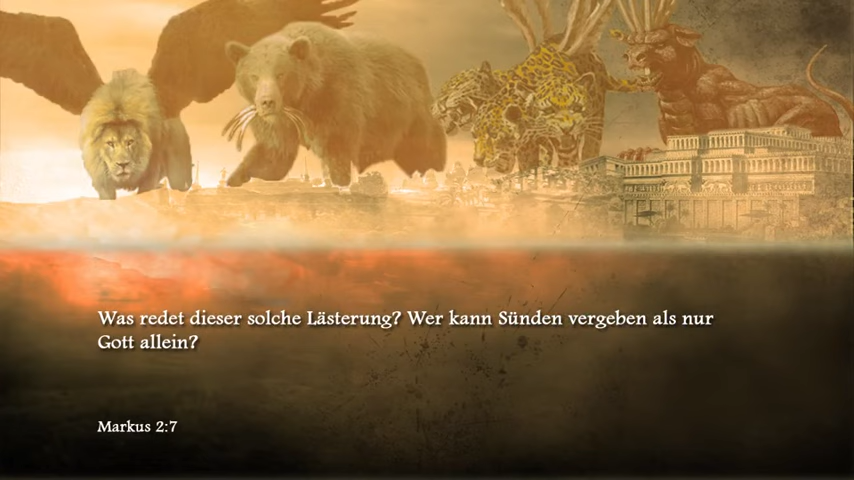 Was redet dieser solche Lästerung? Wer kann Sünden vergeben als nur
Gott allein?
Markus 2:7